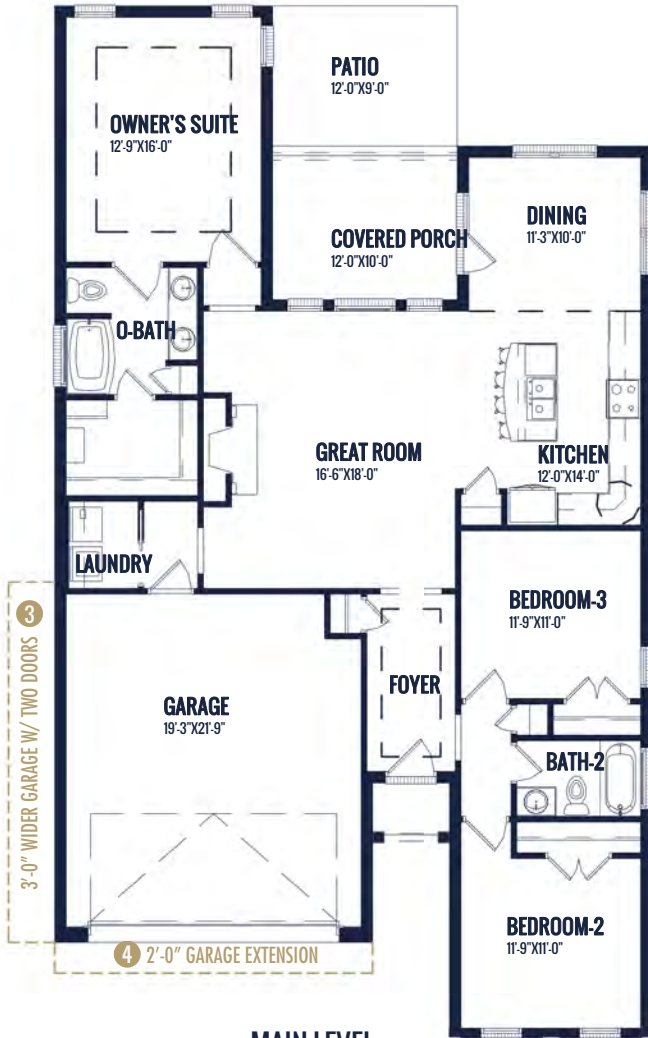 PATIO
12'-0"X9'-0"
OWNER'S SUITE
12'-9"X16'-0"
DINING
11'-3"X10'-0"
COVERED PORCH
12'-0"X10'-0"
O-BATH
GREAT ROOM
16'-6"X18'-0"
KITCHEN
12'-0"X14'-0"
LAUNDRY
BEDROOM-3
11'-9"X11'-0"
3
3'-0" WIDER GARAGE W/ TWO DOORS
FOYER
GARAGE
19'-3"X21'-9"
BATH-2
BEDROOM-2
11'-9"X11'-0"
4 2'-0" GARAGE EXTENSION
MAIN LEVEL